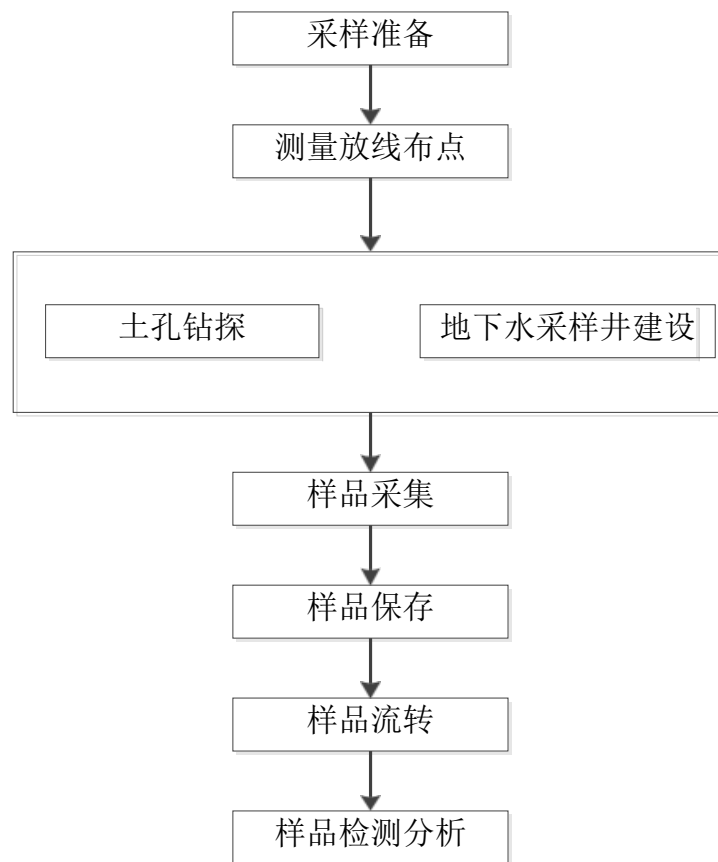 采样准备
测量放线布点
土孔钻探
地下水采样井建设
样品采集
样品保存
样品流转
样品检测分析